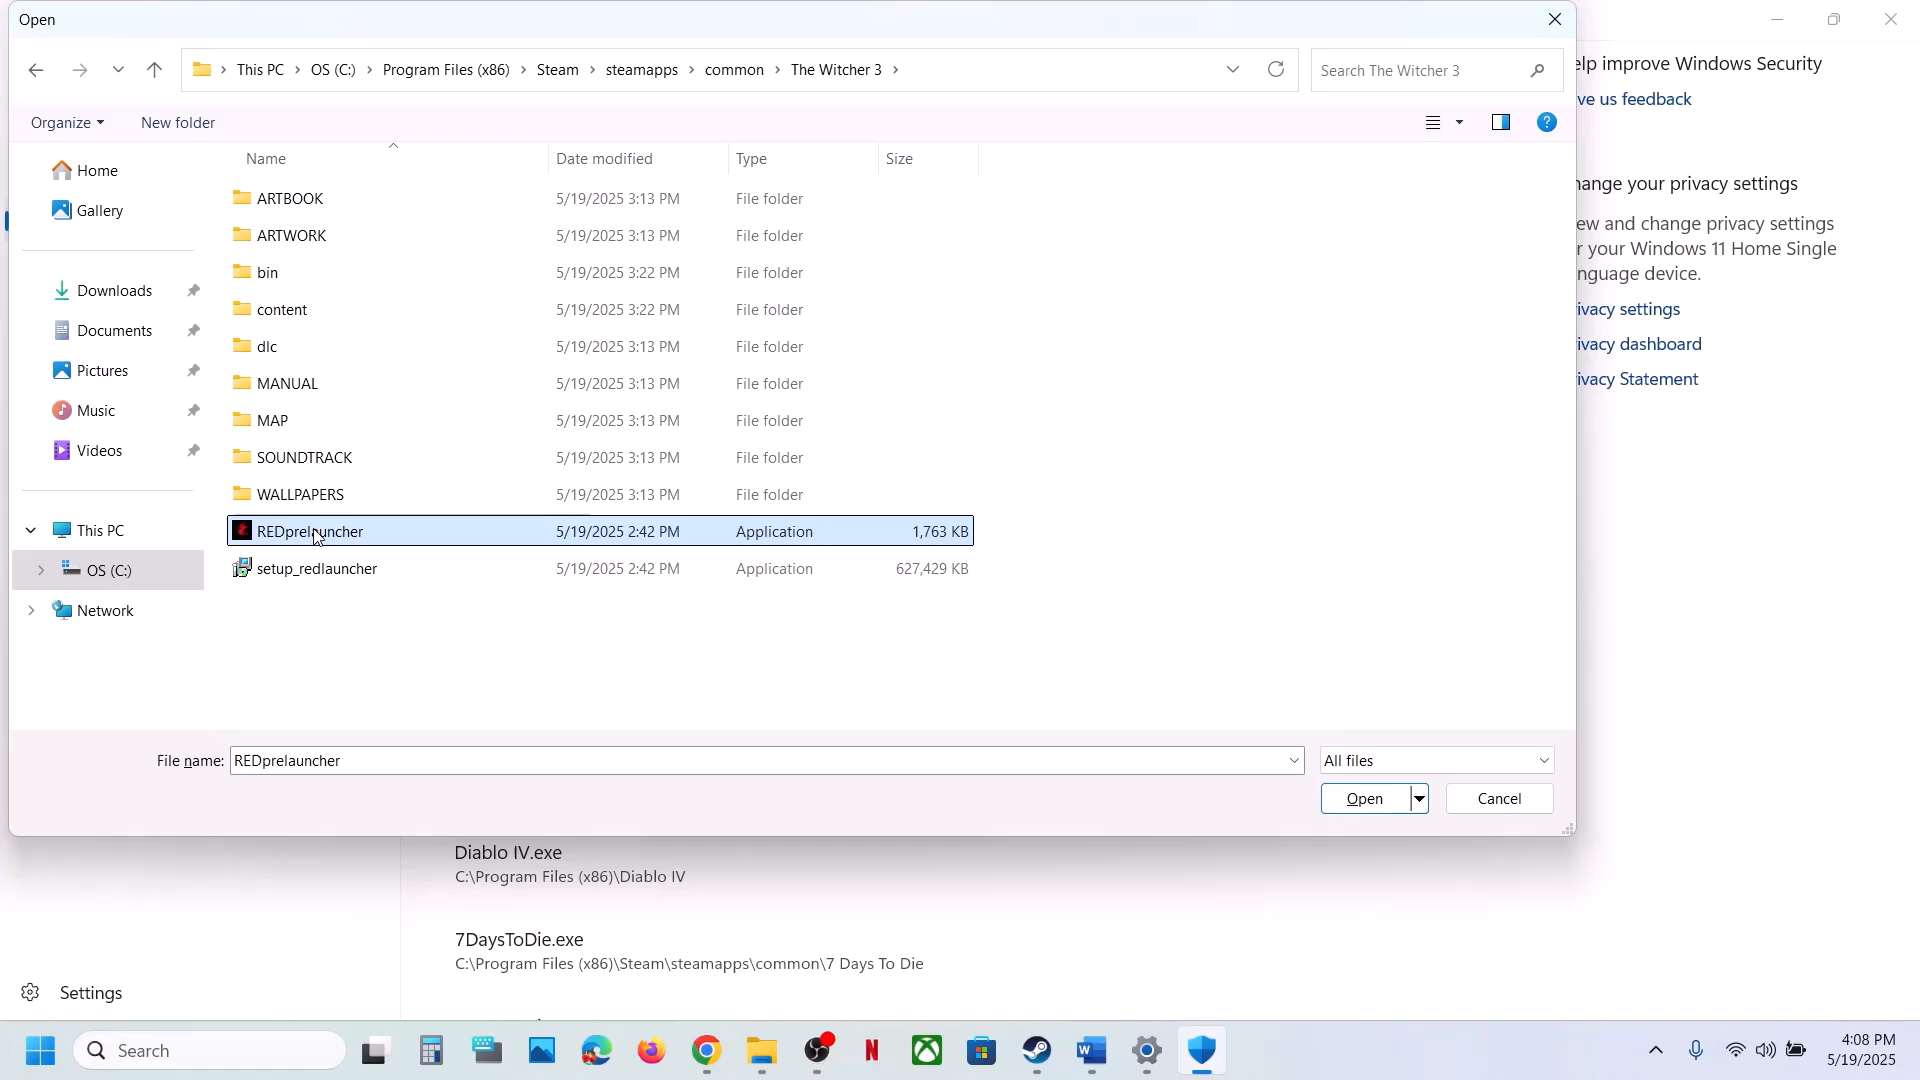 Open
This PC > OS (C:) > Program Files (x86) > Steam > steamapps > common > The Witcher 3 >
Search The Witcher 3
elp improve Windows Security
ve us feedback
Organize
New folder
Name
Date modified
Type
Size
Home
Gallery
Downloads
Documents
Pictures
Music
Videos
This PC
OS (C:)
Network
ARTBOOK 5/19/2025 3:13 PM File folder
ARTWORK 5/19/2025 3:13 PM File folder
bin 5/19/2025 3:22 PM File folder
content 5/19/2025 3:22 PM File folder
dlc 5/19/2025 3:13 PM File folder
MANUAL 5/19/2025 3:13 PM File folder
MAP 5/19/2025 3:13 PM File folder
SOUNDTRACK 5/19/2025 3:13 PM File folder
WALLPAPERS 5/19/2025 3:13 PM File folder
REDprelauncher 5/19/2025 2:42 PM Application 1,763 KB
setup_redlauncher 5/19/2025 2:42 PM Application 627,429 KB
hange your privacy settings
ew and change privacy settings
r your Windows 11 Home Single
nguage device.
ivacy settings
ivacy dashboard
ivacy Statement
File name: REDprelauncher
All files
Open
Cancel
Diablo IV.exe
C:\Program Files (x86)\Diablo IV
7DaysToDie.exe
C:\Program Files (x86)\Steam\steamapps\common\7 Days To Die
Settings
Search
4:08 PM
5/19/2025